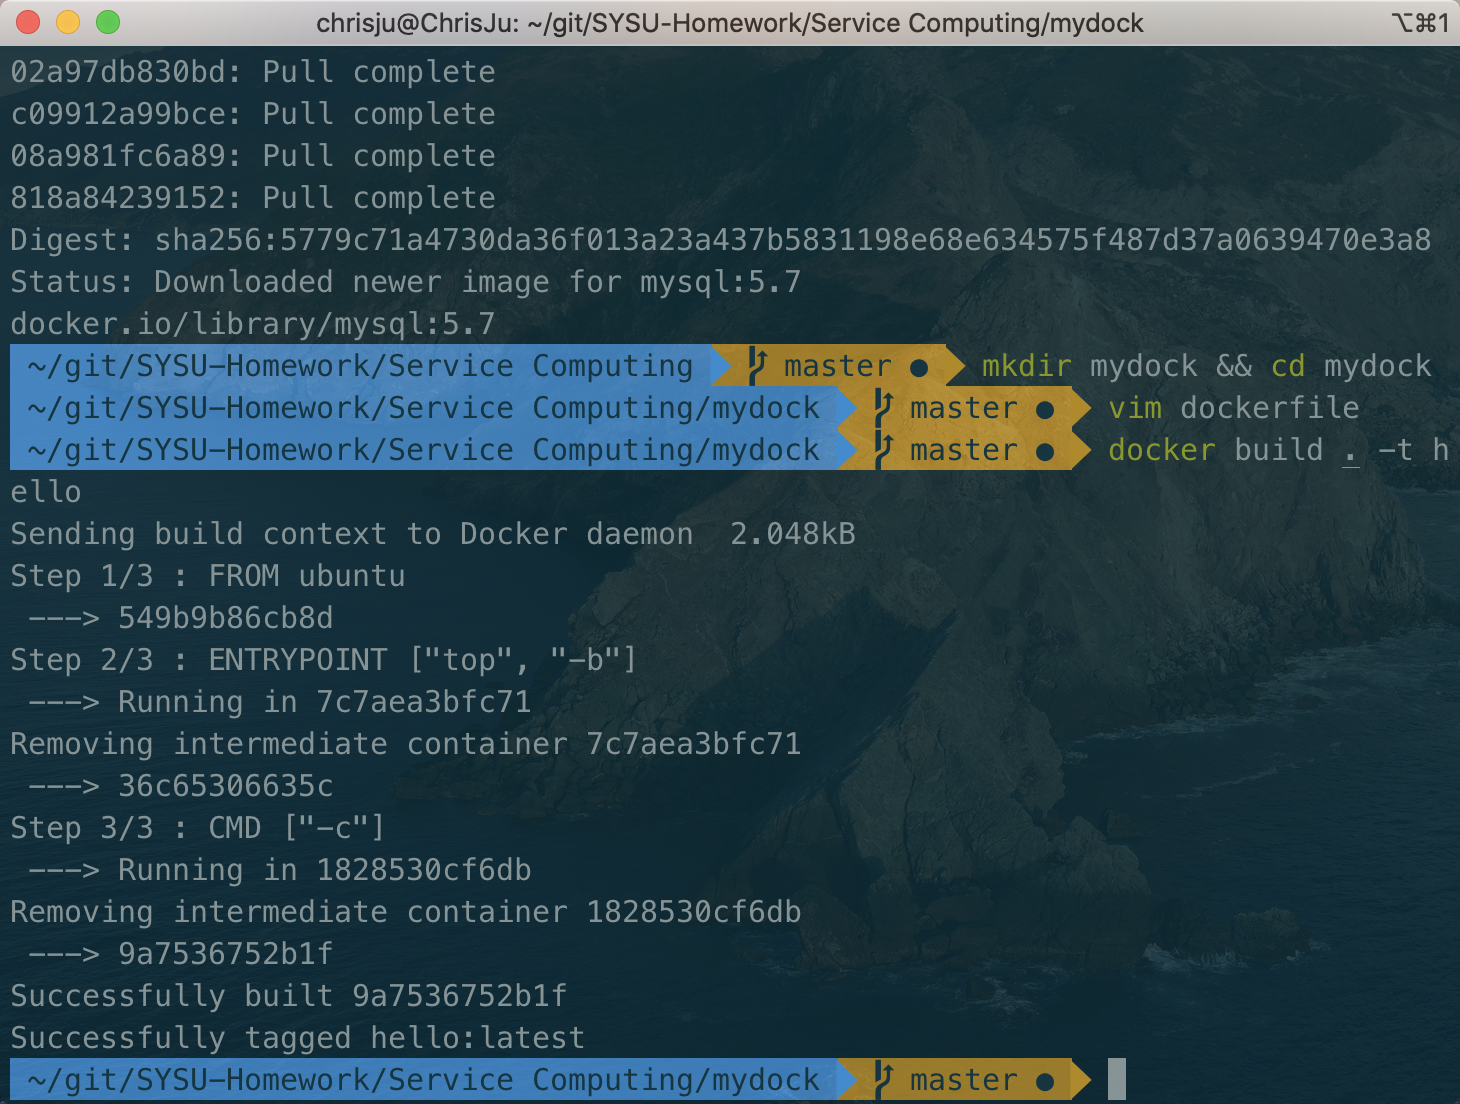 chrisju@ChrisJu: ~/git/SYSU-Homework/Service Computing/mydock ⌥⌘1
02a97db830bd: Pull complete
c09912a99bce: Pull complete
08a981fc6a89: Pull complete
818a84239152: Pull complete
Digest: sha256:5779c71a4730da36f013a23a437b5831198e68e634575f487d37a0639470e3a8
Status: Downloaded newer image for mysql:5.7
docker.io/library/mysql:5.7
~/git/SYSU-Homework/Service Computing master ● mkdir mydock && cd mydock
~/git/SYSU-Homework/Service Computing/mydock master ● vim dockerfile
~/git/SYSU-Homework/Service Computing/mydock master ● docker build . -t h
ello
Sending build context to Docker daemon  2.048kB
Step 1/3 : FROM ubuntu
 ---> 549b9b86cb8d
Step 2/3 : ENTRYPOINT ["top", "-b"]
 ---> Running in 7c7aea3bfc71
Removing intermediate container 7c7aea3bfc71
 ---> 36c65306635c
Step 3/3 : CMD ["-c"]
 ---> Running in 1828530cf6db
Removing intermediate container 1828530cf6db
 ---> 9a7536752b1f
Successfully built 9a7536752b1f
Successfully tagged hello:latest
~/git/SYSU-Homework/Service Computing/mydock master ●